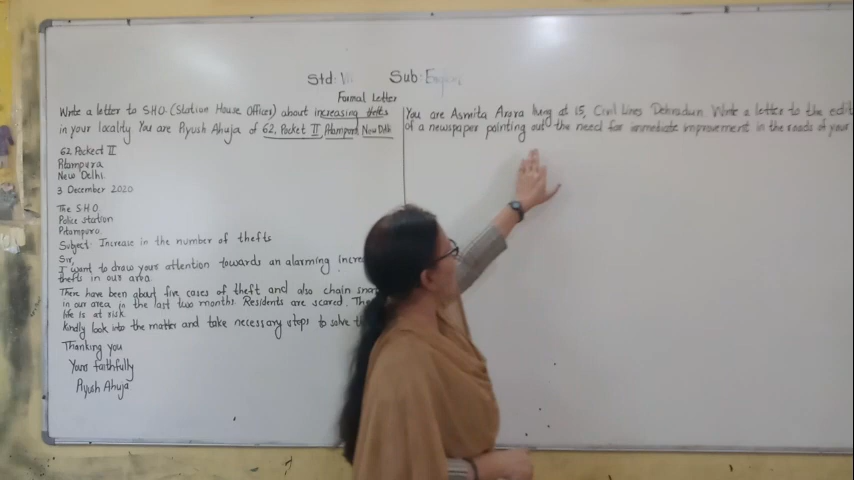 Std: V Sub: English
Formal Letter
Write a letter to S.H.O. (Station House Officer) about increasing thefts
in your locality You are Piyush Ahuja of 62, Pocket II, Pitampura New Delhi
62 Pocket II
Pitampura
New Delhi.
3 December 2020
The S.H.O.
Police station
Pitampura
Subject: Increase in the number of thefts
Sir,
I want to draw your attention towards an alarming
thefts in our area.
There have been about five cases of theft and also chain
in our area in the last two months. Residents are scared.
life is at risk.
Kindly look into the matter and take necessary steps to solve
Thanking you
Yours faithfully
Piyush Ahuja
You are Asmita Arora living at 15, Civil Lines Dehradun Write a letter to the
of a newspaper pointing out the need for immediate improvement in the roads of your